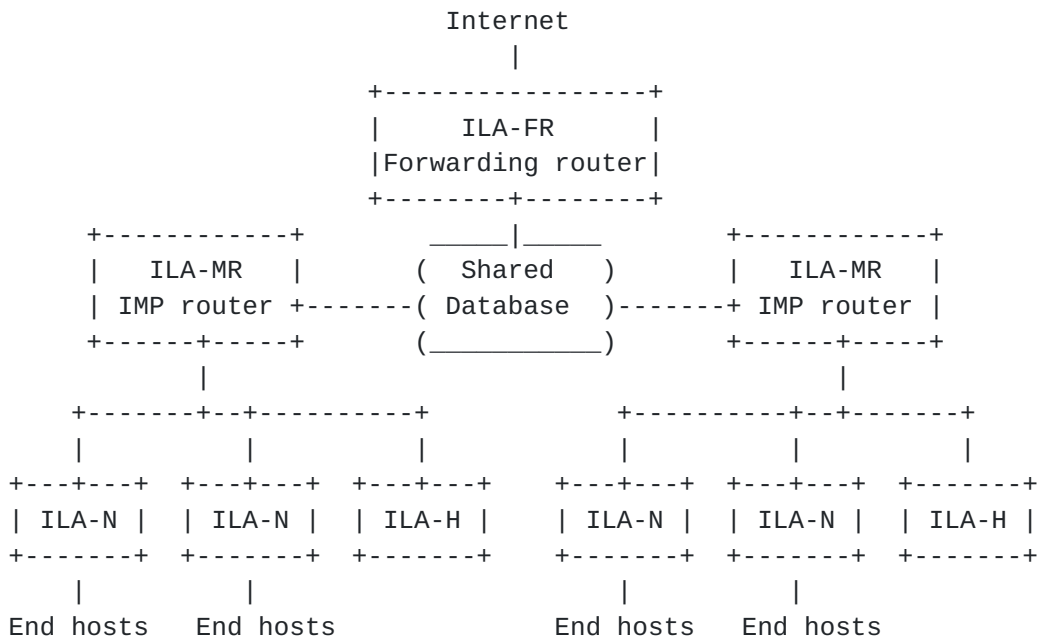 Internet
ILA-FR
Forwarding router
ILA-MR Shared ILA-MR
IMP router Database IMP router
ILA-N ILA-N ILA-H ILA-N ILA-N ILA-H
End hosts End hosts End hosts End hosts